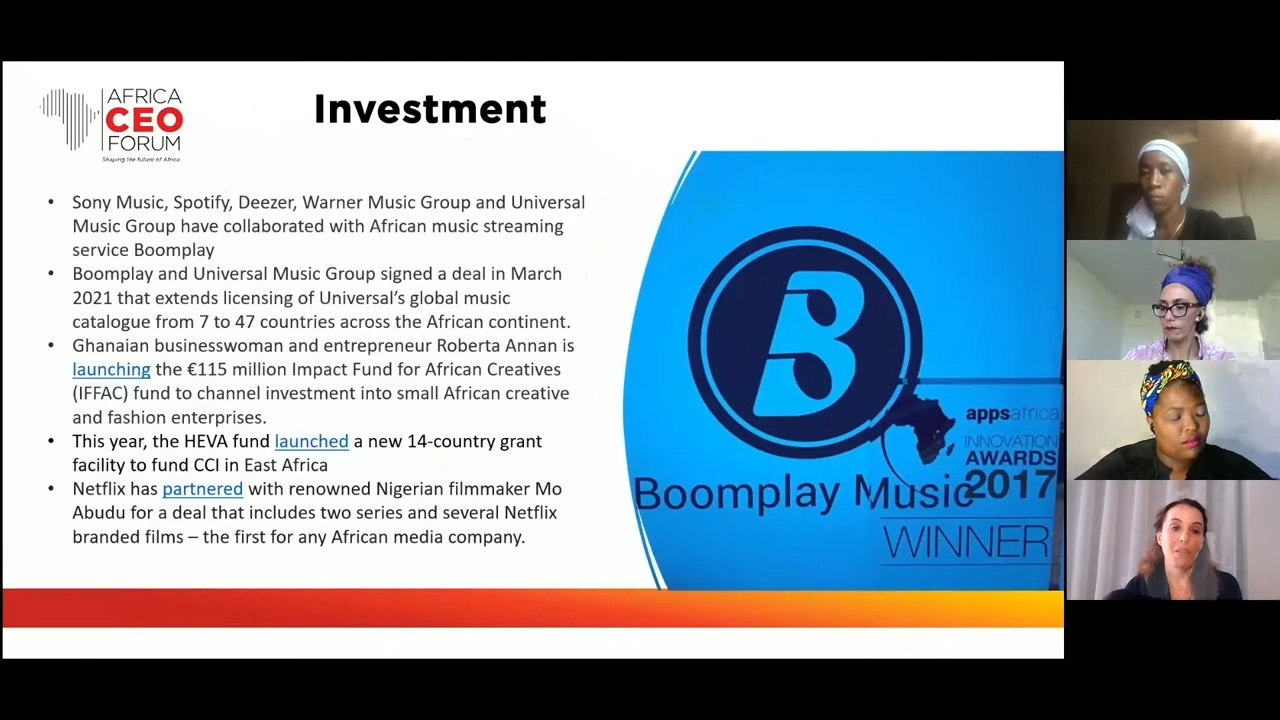 AFRICA
CEO
FORUM
Shaping the future of Africa
Investment
• Sony Music, Spotify, Deezer, Warner Music Group and Universal
Music Group have collaborated with African music streaming
service Boomplay
• Boomplay and Universal Music Group signed a deal in March
2021 that extends licensing of Universal’s global music
catalogue from 7 to 47 countries across the African continent.
• Ghanaian businesswoman and entrepreneur Roberta Annan is
launching the €115 million Impact Fund for African Creatives
(IFFAC) fund to channel investment into small African creative
and fashion enterprises.
• This year, the HEVA fund launched a new 14-country grant
facility to fund CCI in East Africa
• Netflix has partnered with renowned Nigerian filmmaker Mo
Abudu for a deal that includes two series and several Netflix
branded films – the first for any African media company.
B
Boomplay Music
appsafrica
INNOVATION
AWARDS
2017
WINNER